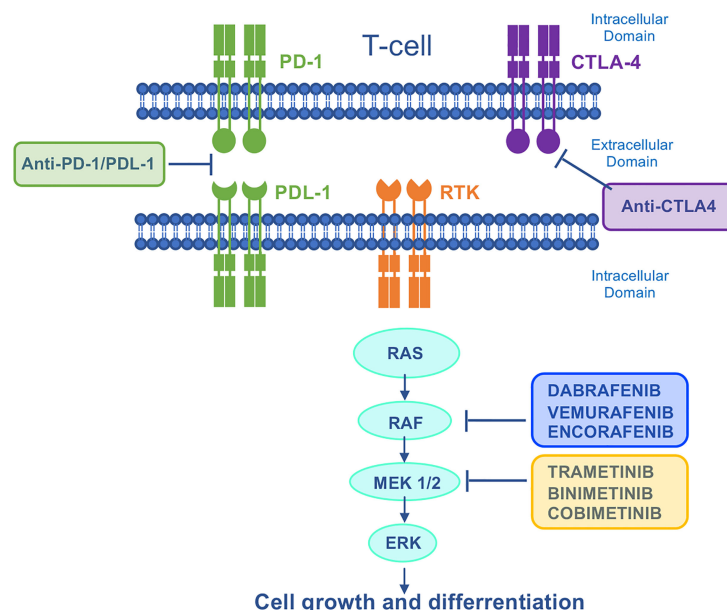 Intracellular
Domain
T-cell
PD-1
CTLA-4
Anti-PD-1/PDL-1
Extracellular
Domain
PDL-1
RTK
Anti-CTLA4
Intracellular
Domain
RAS
RAF
DABRAFENIB
VEMURAFENIB
ENCORAFENIB
MEK 1/2
TRAMETINIB
BINIMETINIB
COBIMETINIB
ERK
Cell growth and differrentiation